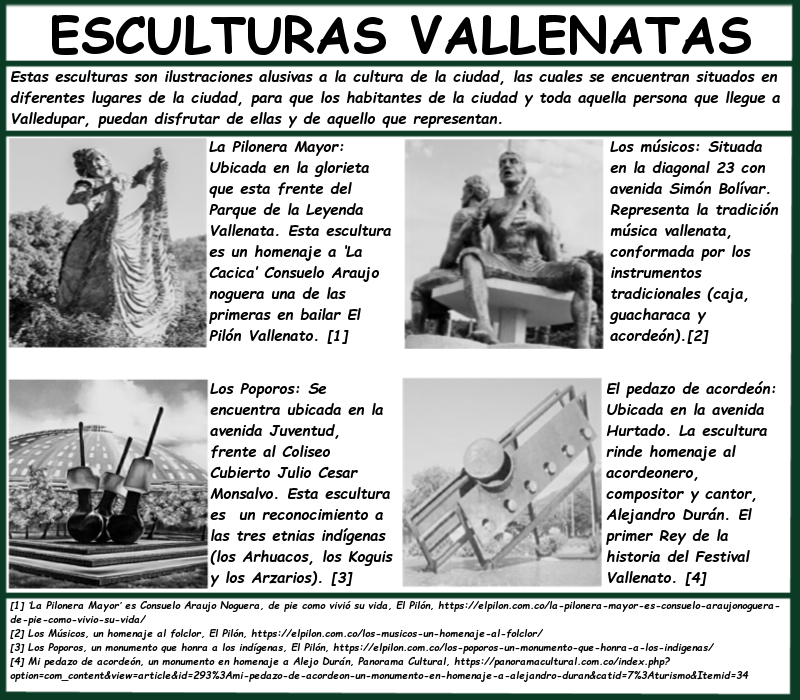 ESCULTURAS VALLENATAS
Estas esculturas son ilustraciones alusivas a la cultura de la ciudad, las cuales se encuentran situados en
diferentes lugares de la ciudad, para que los habitantes de la ciudad y toda aquella persona que llegue a
Valledupar, puedan disfrutar de ellas y de aquello que representan.
La Pilonera Mayor:
Ubicada en la glorieta
que esta frente del
Parque de la Leyenda
Vallenata. Esta escultura
es un homenaje a 'La
Cacica' Consuelo Araujo
noguera una de las
primeras en bailar El
Pilón Vallenato. [1]
Los músicos: Situada
en la diagonal 23 con
avenida Simón Bolívar.
Representa la tradición
música vallenata,
conformada por los
instrumentos
tradicionales (caja,
guacharaca y
acordeón).[2]
Los Poporos: Se
encuentra ubicada en la
avenida Juventud,
frente al Coliseo
Cubierto Julio Cesar
Monsalvo. Esta escultura
es un reconocimiento a
las tres etnias indígenas
(los Arhuacos, los Koguis
y los Arzarios). [3]
El pedazo de acordeón:
Ubicada en la avenida
Hurtado. La escultura
rinde homenaje al
acordeonero,
compositor y cantor,
Alejandro Durán. El
primer Rey de la
historia del Festival
Vallenato. [4]
[1] 'La Pilonera Mayor' es Consuelo Araujo Noguera, de pie como vivió su vida, El Pilón, https://elpilon.com.co/la-pilonera-mayor-es-consuelo-araujonoguera-
de-pie-como-vivio-su-vida/
[2] Los Músicos, un homenaje al folclor, El Pilón, https://elpilon.com.co/los-musicos-un-homenaje-al-folclor/
[3] Los Poporos, un monumento que honra a los indígenas, El Pilón, https://elpilon.com.co/los-poporos-un-monumento-que-honra-a-los-indigenas/
[4] Mi pedazo de acordeón, un monumento en homenaje a Alejo Durán, Panorama Cultural, https://panoramacultural.com.co/index.php?
option=com_content&view=article&id=293%3Ami-pedazo-de-acordeon-un-monumento-en-homenaje-a-alejandro-duran&catid=7%3Aturismo&Itemid=34